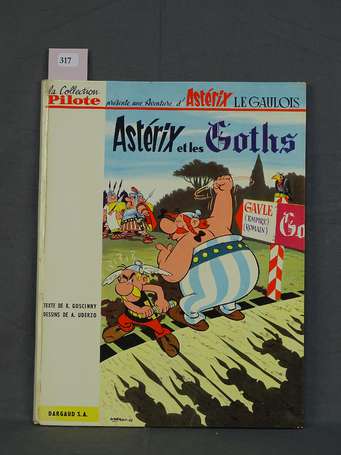 317
la Collection
Pilote
présente une Aventure d'Astérix LE GAULOIS
Astérix et les Goths
GAULE
(EMPIRE)
(ROMAIN)
Go
TEXTE DE R. GOSCINNY
DESSINS DE A. UDERZO
DARGAUD S.A.